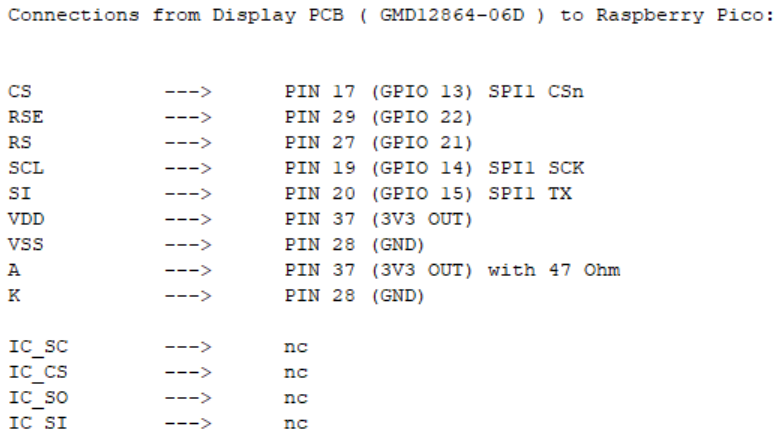 Connections from Display PCB ( GMD12864-06D ) to Raspberry Pico:
CS ---> PIN 17 (GPIO 13) SPI1 CSn
RSE ---> PIN 29 (GPIO 22)
RS ---> PIN 27 (GPIO 21)
SCL ---> PIN 19 (GPIO 14) SPI1 SCK
SI ---> PIN 20 (GPIO 15) SPI1 TX
VDD ---> PIN 37 (3V3 OUT)
VSS ---> PIN 28 (GND)
A ---> PIN 37 (3V3 OUT) with 47 Ohm
K ---> PIN 28 (GND)
IC_SC ---> nc
IC_CS ---> nc
IC_SO ---> nc
IC_SI ---> nc